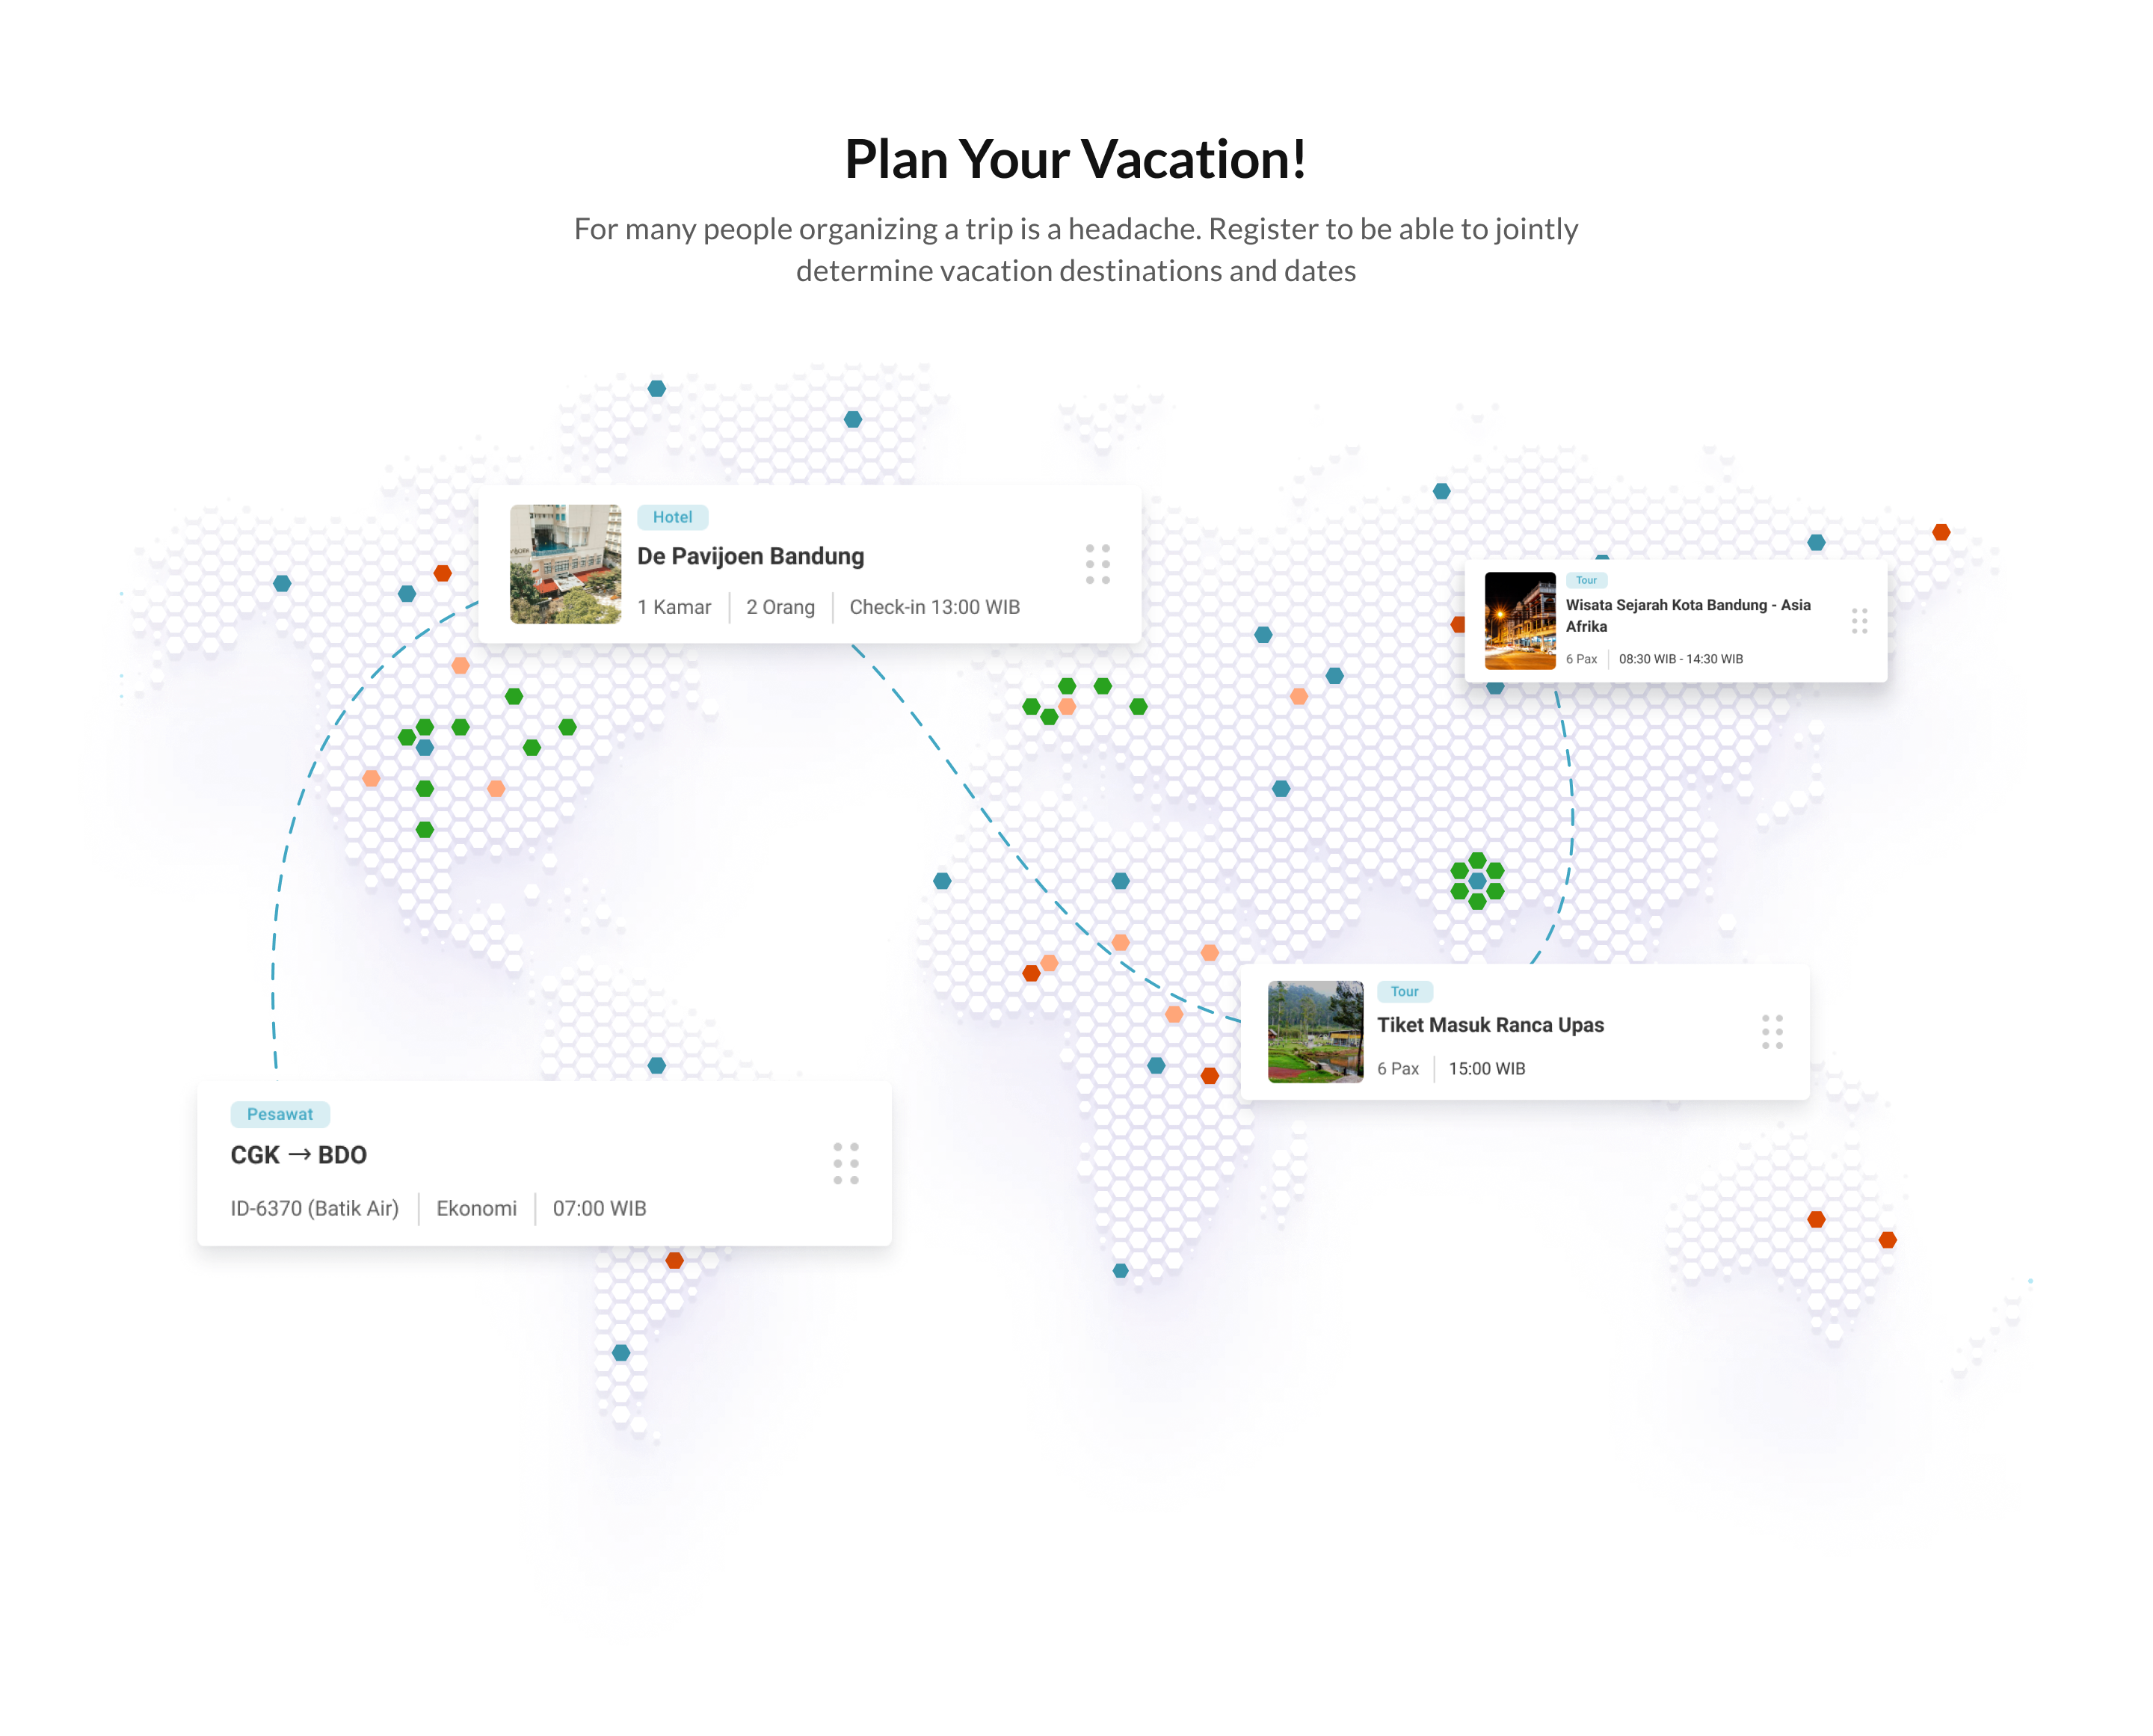 Plan Your Vacation!
For many people organizing a trip is a headache. Register to be able to jointly
determine vacation destinations and dates
Hotel
De Pavijoen Bandung
1 Kamar
2 Orang
Check-in 13:00 WIB
Tour
Wisata Sejarah Kota Bandung - Asia
Afrika
6 Pax
08:30 WIB - 14:30 WIB
Tour
Tiket Masuk Ranca Upas
6 Pax
15:00 WIB
Pesawat
CGK → BDO
ID-6370 (Batik Air)
Ekonomi
07:00 WIB